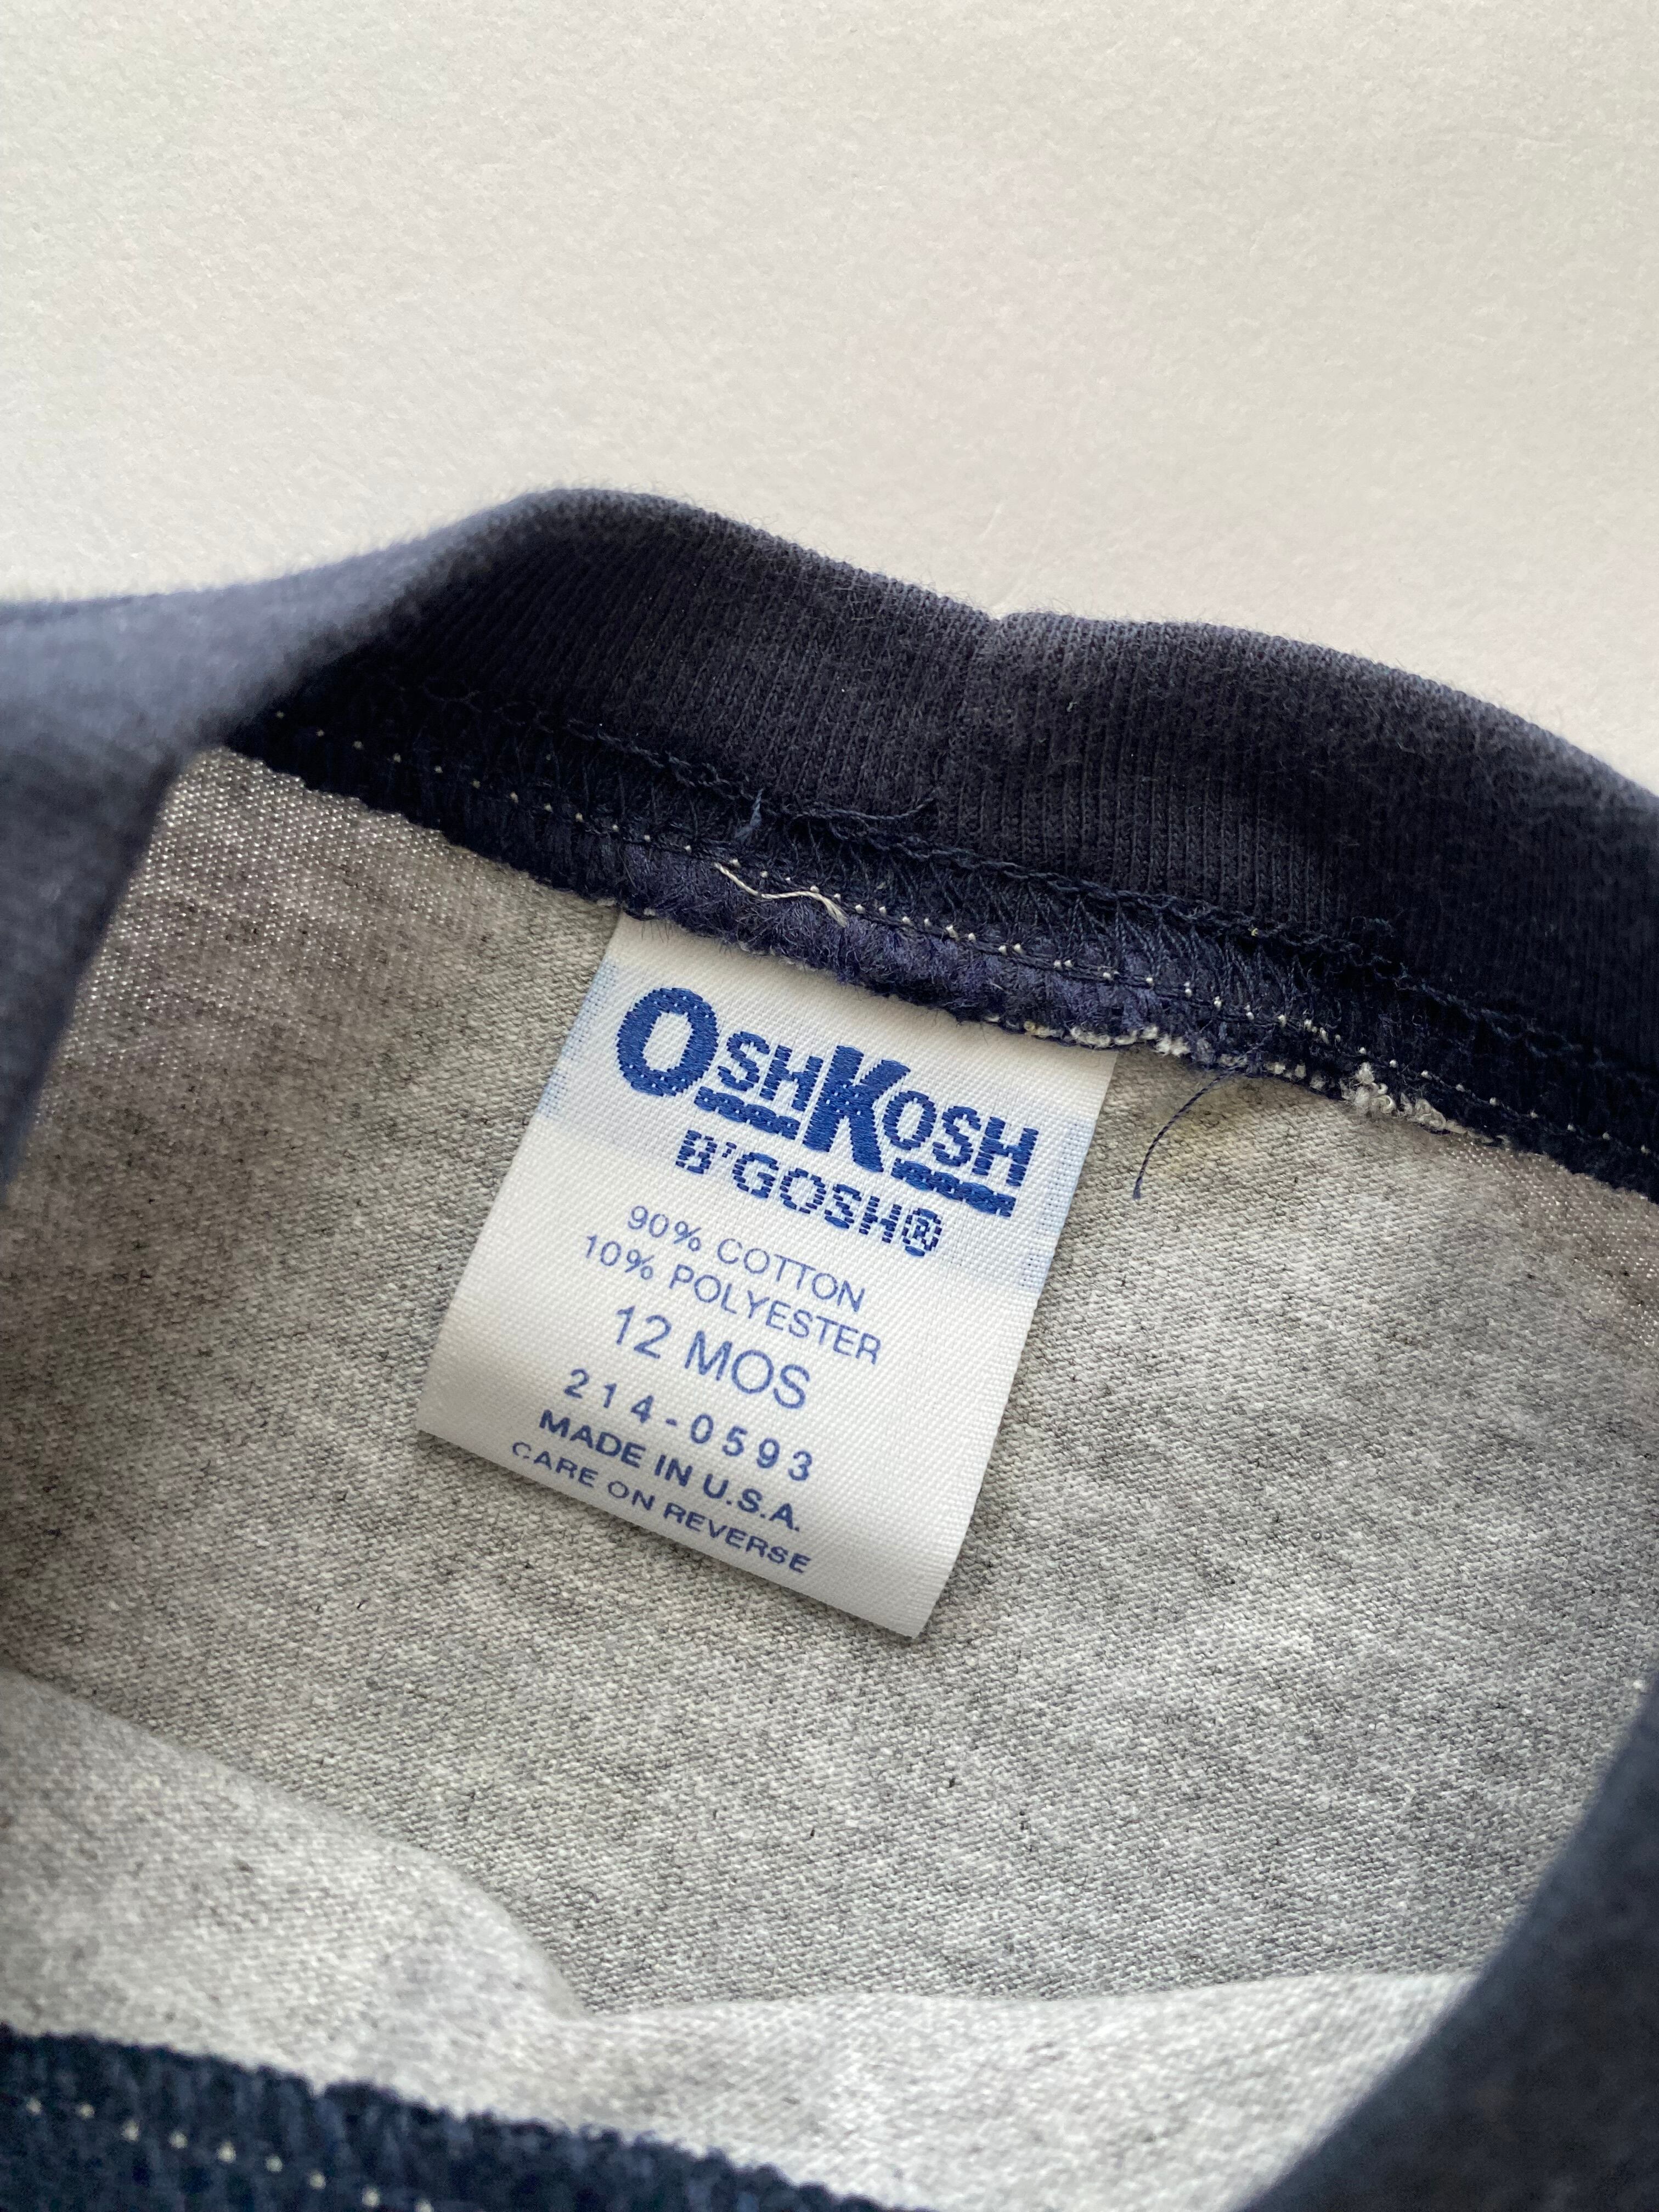 OSHKOSH
B'GOSH®
90% COTTON
10% POLYESTER
12 MOS
214-0593
MADE IN U.S.A.
CARE ON REVERSE